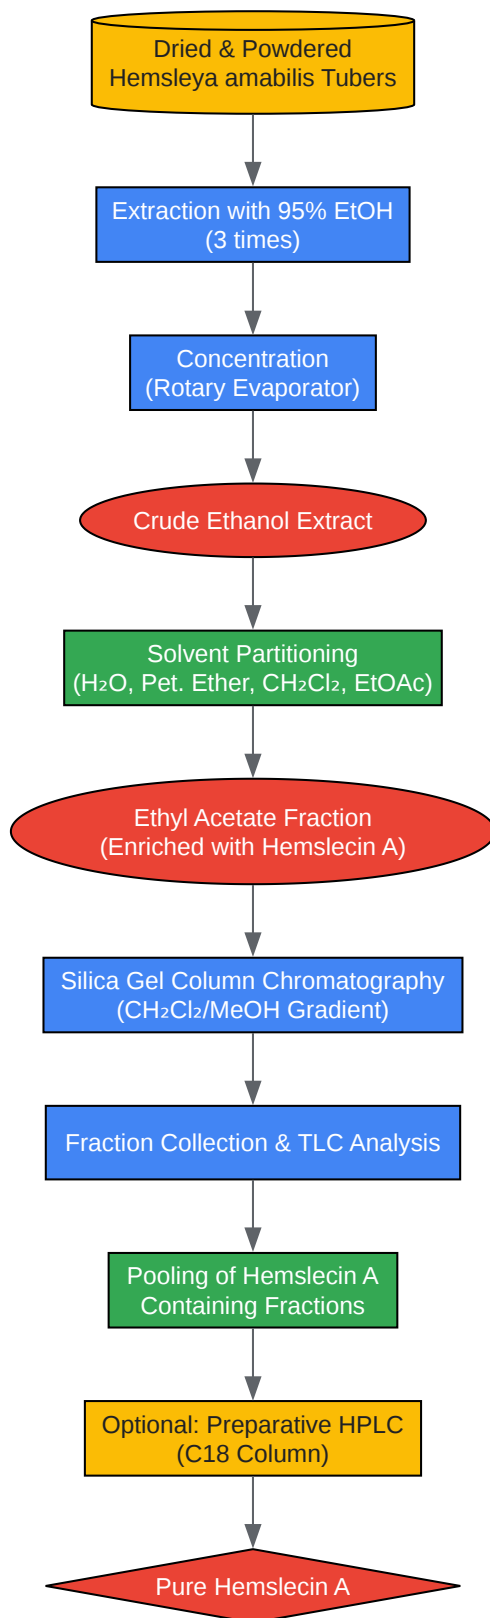 Dried & Powdered
Hemsleya amabilis Tubers
Extraction with 95% EtOH
(3 times)
Concentration
(Rotary Evaporator)
Crude Ethanol Extract
Solvent Partitioning
(H₂O, Pet. Ether, CH₂Cl₂, EtOAc)
Ethyl Acetate Fraction
(Enriched with Hemslecin A)
Silica Gel Column Chromatography
(CH₂Cl₂/MeOH Gradient)
Fraction Collection & TLC Analysis
Pooling of Hemslecin A
Containing Fractions
Optional: Preparative HPLC
(C18 Column)
Pure Hemslecin A